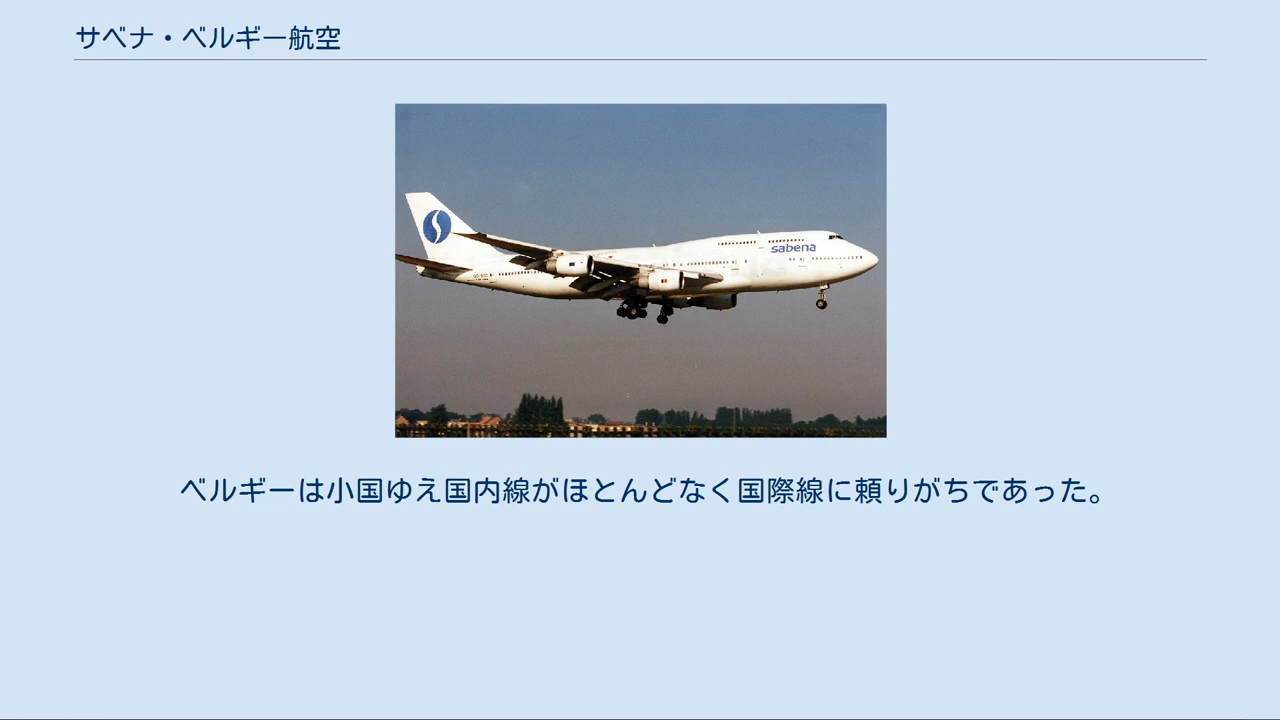 サベナ・ベルギー航空
sabena
ベルギーは小国ゆえ国内線がほとんどなく国際線に頼りがちであった。